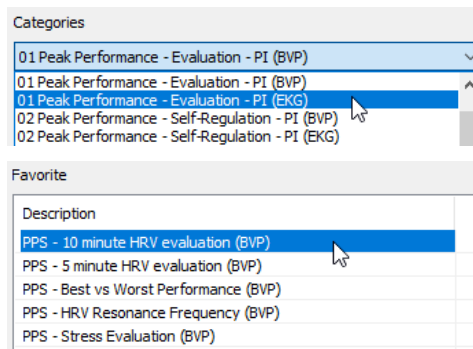 Categories
01 Peak Performance - Evaluation - PI (BVP)
01 Peak Performance - Evaluation - PI (BVP)
01 Peak Performance - Evaluation - PI (EKG)
02 Peak Performance - Self-Regulation - PI (BVP)
02 Peak Performance - Self-Regulation - PI (EKG)
Favorite
Description
PPS - 10 minute HRV evaluation (BVP)
PPS - 5 minute HRV evaluation (BVP)
PPS - Best vs Worst Performance (BVP)
PPS - HRV Resonance Frequency (BVP)
PPS - Stress Evaluation (BVP)